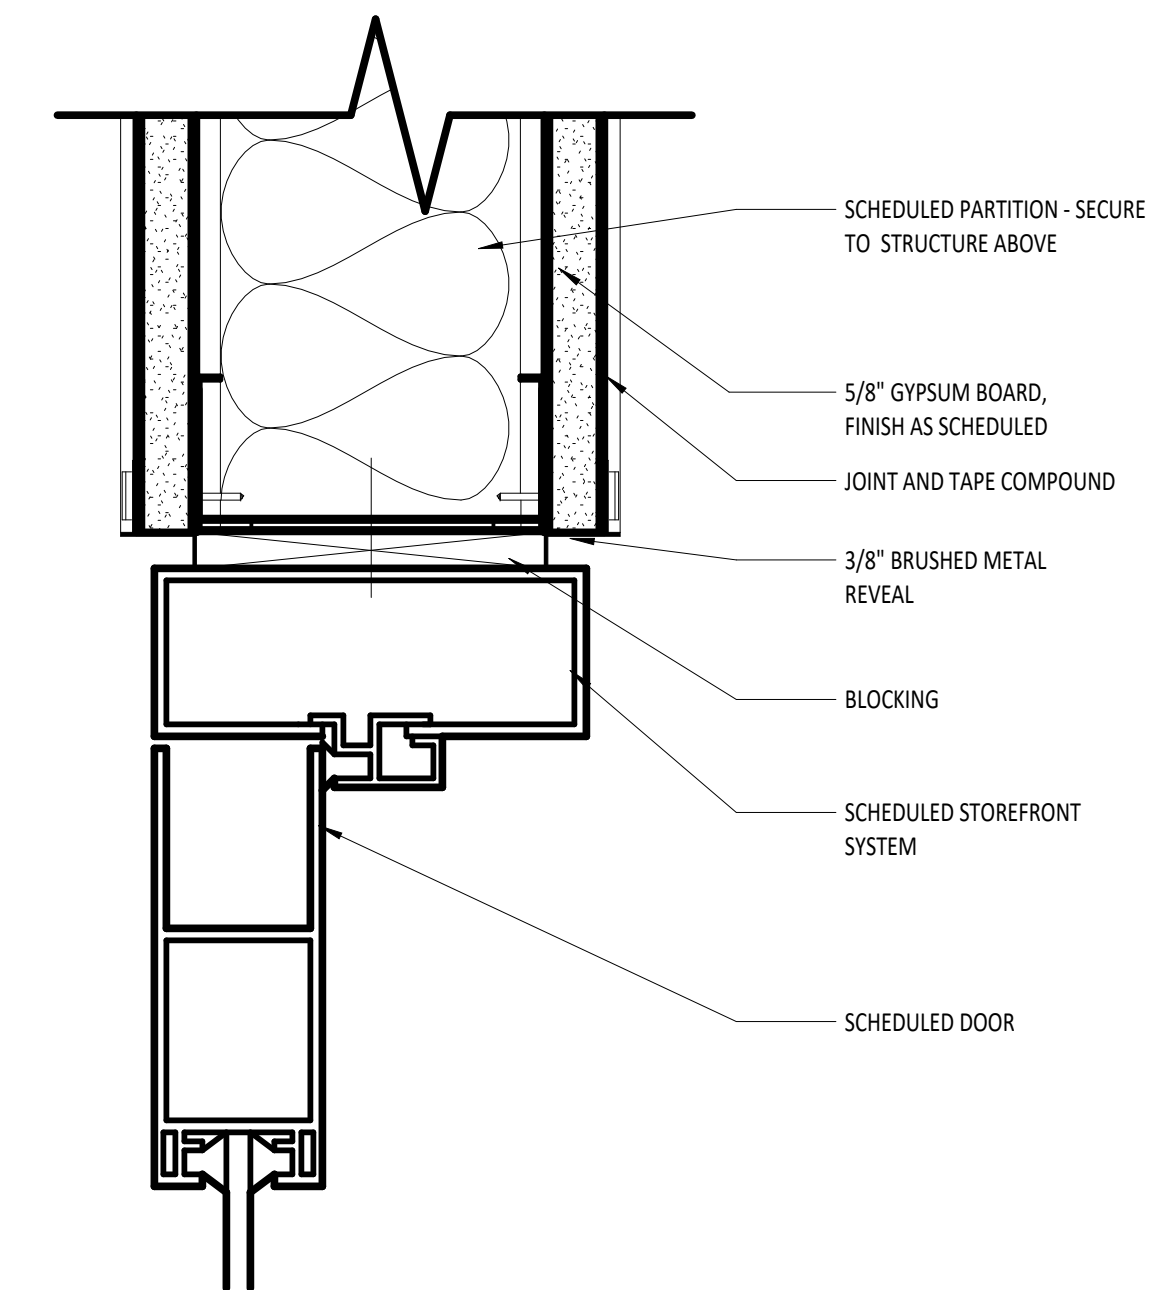 SCHEDULED PARTITION - SECURE
TO STRUCTURE ABOVE
5/8" GYPSUM BOARD,
FINISH AS SCHEDULED
JOINT AND TAPE COMPOUND
3/8" BRUSHED METAL
REVEAL
BLOCKING
SCHEDULED STOREFRONT
SYSTEM
SCHEDULED DOOR